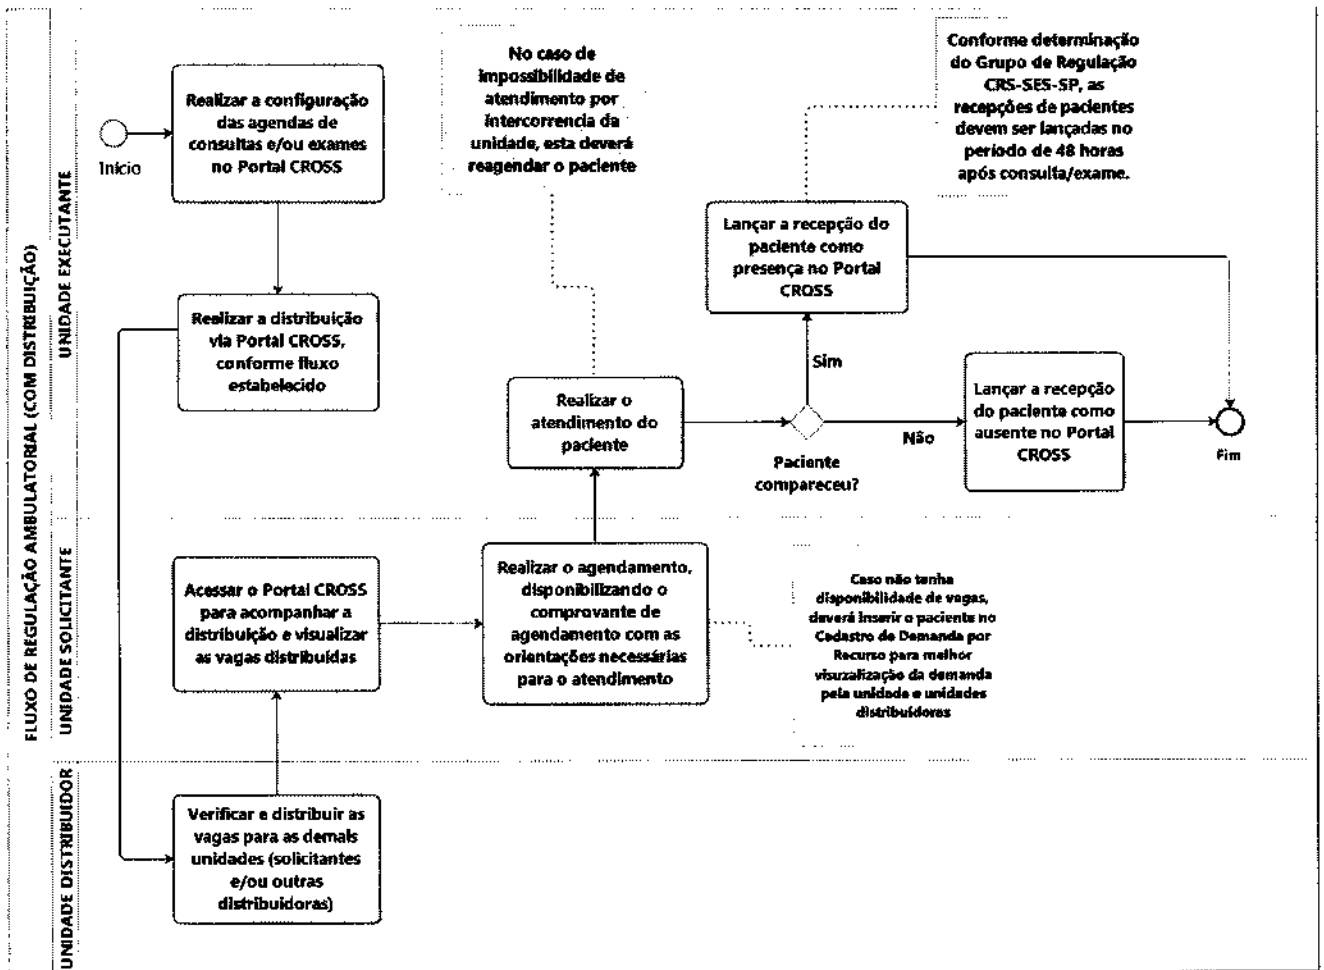 FLUXO DE REGULAÇÃO AMBULATORIAL (COM DISTRIBUIÇÃO)
UNIDADE EXECUTANTE
Início
Realizar a configuração
das agendas de
consultas e/ou exames
no Portal CROSS
Realizar a distribuição
via Portal CROSS,
conforme fluxo
estabelecido
No caso de
impossibilidade de
atendimento por
intercorrencia da
unidade, esta deverá
reagendar o paciente
Realizar o
atendimento do
paciente
Paciente
compareceu?
Sim
Não
Lançar a recepção do
paciente como
presença no Portal
CROSS
Conforme determinação
do Grupo de Regulação
CRS-SES-SP, as
recepções de pacientes
devem ser lançadas no
período de 48 horas
após consulta/exame.
Lançar a recepção
do paciente como
ausente no Portal
CROSS
Fim
UNIDADE SOLICITANTE
Acessar o Portal CROSS
para acompanhar a
distribuição e visualizar
as vagas distribuídas
Realizar o agendamento,
disponibilizando o
comprovante de
agendamento com as
orientações necessárias
para o atendimento
Caso não tenha
disponibilidade de vagas,
deverá inserir o paciente no
Cadastro de Demanda por
Recurso para melhor
visuzalização da demanda
pela unidade e unidades
distribuidoras
UNIDADE DISTRIBUIDOR
Verificar e distribuir as
vagas para as demais
unidades (solicitantes
e/ou outras
distribuidoras)